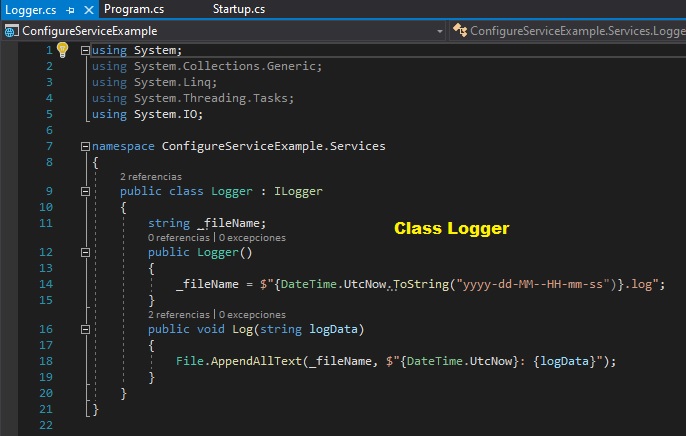 Logger.cs Program.cs Startup.cs
ConfigureServiceExample ConfigureServiceExample.Services.Logge
1 using System;
2 using System.Collections.Generic;
3 using System.Linq;
4 using System.Threading.Tasks;
5 using System.IO;
6
7 namespace ConfigureServiceExample.Services
8 {
2 referencias
9 public class Logger : ILogger
10 {
11 string _fileName;
0 referencias | 0 excepciones
Class Logger
12 public Logger()
13 {
14 _fileName = $"{DateTime.UtcNow.ToString("yyyy-dd-MM--HH-mm-ss")}.log";
15 }
2 referencias | 0 excepciones
16 public void Log(string logData)
17 {
18 File.AppendAllText(_fileName, $"{DateTime.UtcNow}: {logData}");
19 }
20 }
21 }
22